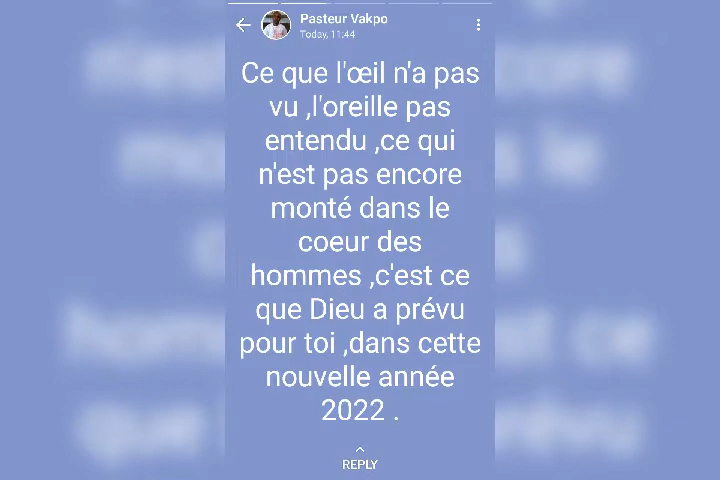 Pasteur Vakpo
Today, 11:44
Ce que l'œil n'a pas
vu ,l'oreille pas
entendu ,ce qui
n'est pas encore
monté dans le
coeur des
hommes ,c'est ce
que Dieu a prévu
pour toi ,dans cette
nouvelle année
2022 .
REPLY